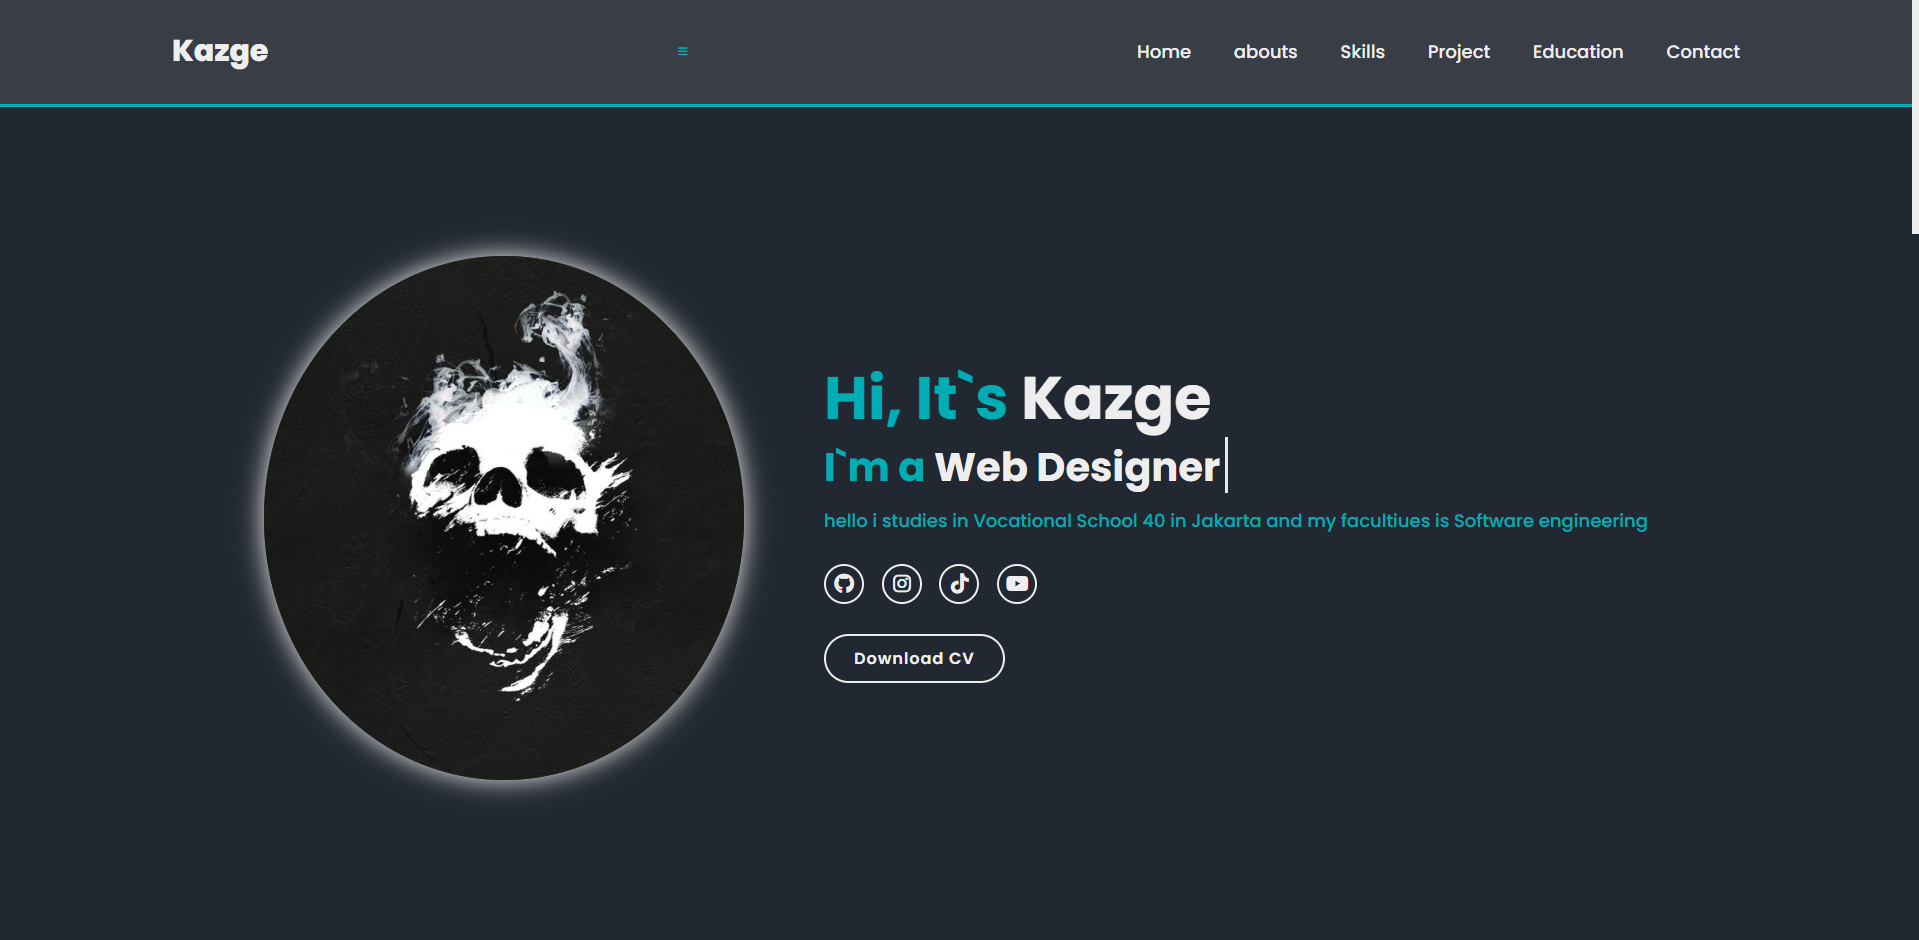 Kazge
Home abouts Skills Project Education Contact
Hi, It`s Kazge
I`m a Web Designer
hello i studies in Vocational School 40 in Jakarta and my facultiues is Software engineering
Download CV